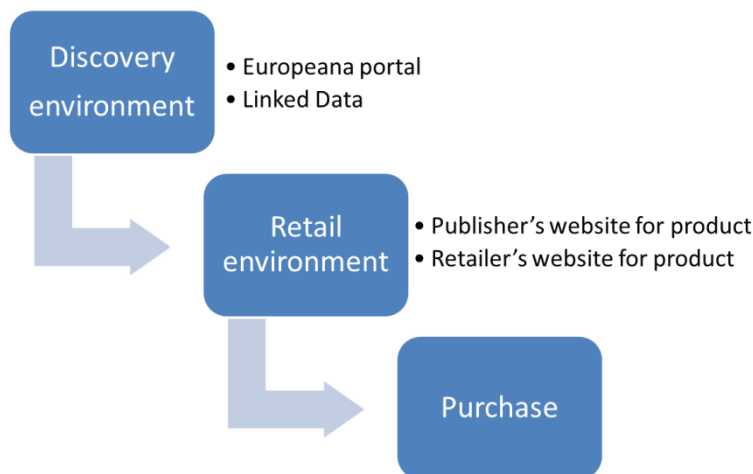 Discovery
environment
• Europeana portal
• Linked Data
Retail
environment
• Publisher’s website for product
• Retailer’s website for product
Purchase